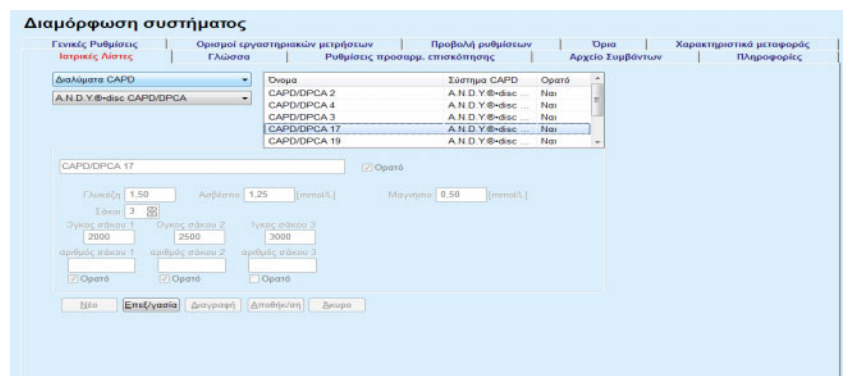 Διαμόρφωση συστήματος
Γενικές Ρυθμίσεις | Ορισμοί εργαστηριακών μετρήσεων | Προβολή ρυθμίσεων | Όρια | Χαρακτηριστικά μεταφοράς
Ιατρικές Λίστες | Γλώσσα | Ρυθμίσεις προσαρμ. επισκόπησης | Αρχείο Συμβάντων | Πληροφορίες
Διαλύματα CAPD
A.N.D.Y.®•disc CAPD/DPCA
Όνομα Σύστημα CAPD Ορατό
CAPD/DPCA 2 A.N.D.Y.®•disc ... Ναι
CAPD/DPCA 4 A.N.D.Y.®•disc ... Ναι
CAPD/DPCA 3 A.N.D.Y.®•disc ... Ναι
CAPD/DPCA 17 A.N.D.Y.®•disc ... Ναι
CAPD/DPCA 19 A.N.D.Y.®•disc ... Ναι
CAPD/DPCA 17 Ορατό
Γλυκόζη 1,50 Ασβέστιο 1,25 [mmol/L] Μαγνήσιο 0,50 [mmol/L]
Σάκοι 3
Όγκος σάκου 1 Όγκος σάκου 2 Όγκος σάκου 3
2000 2500 3000
αριθμός σάκου 1 αριθμός σάκου 2 αριθμός σάκου 3
Ορατό Ορατό Ορατό
Νέο Επεξ/γασία Διαγραφή Αποθήκ/ση Άκυρο